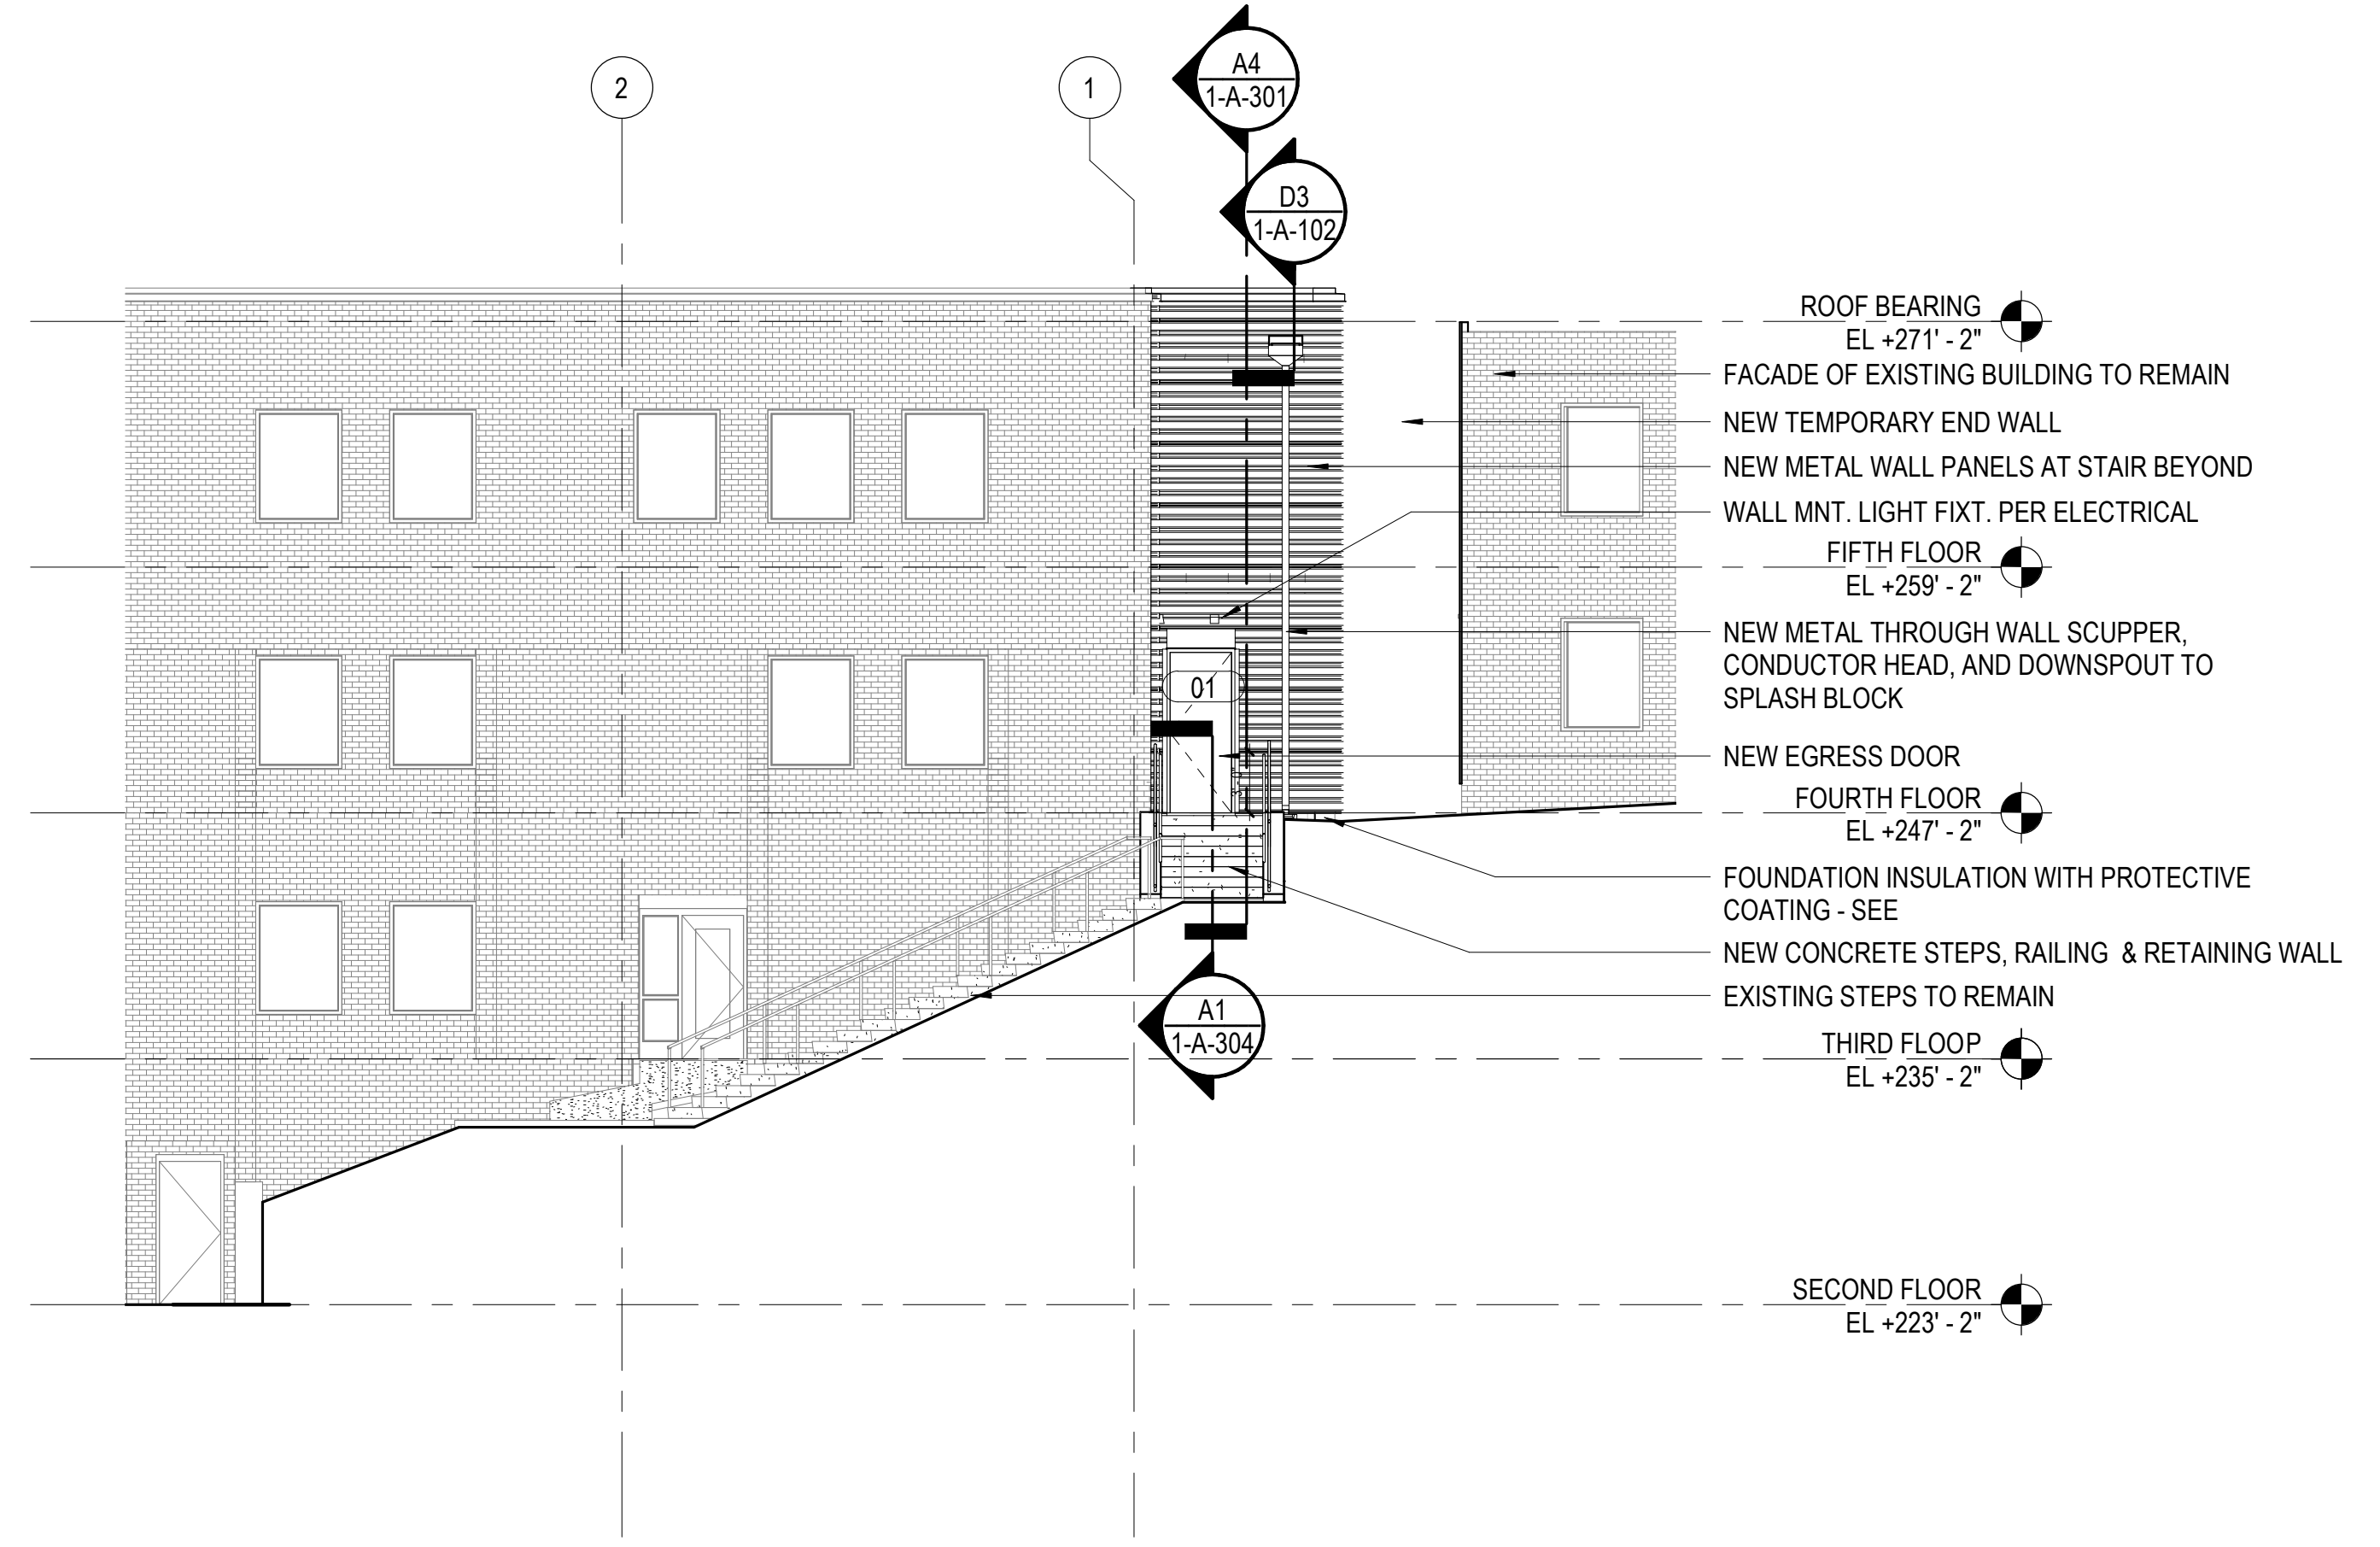 2
1
A4
1-A-301
D3
1-A-102
ROOF BEARING
EL +271' - 2"
FACADE OF EXISTING BUILDING TO REMAIN
NEW TEMPORARY END WALL
NEW METAL WALL PANELS AT STAIR BEYOND
WALL MNT. LIGHT FIXT. PER ELECTRICAL
FIFTH FLOOR
EL +259' - 2"
NEW METAL THROUGH WALL SCUPPER,
CONDUCTOR HEAD, AND DOWNSPOUT TO
SPLASH BLOCK
01
NEW EGRESS DOOR
FOURTH FLOOR
EL +247' - 2"
FOUNDATION INSULATION WITH PROTECTIVE
COATING - SEE
NEW CONCRETE STEPS, RAILING & RETAINING WALL
EXISTING STEPS TO REMAIN
A1
1-A-304
THIRD FLOOP
EL +235' - 2"
SECOND FLOOR
EL +223' - 2"